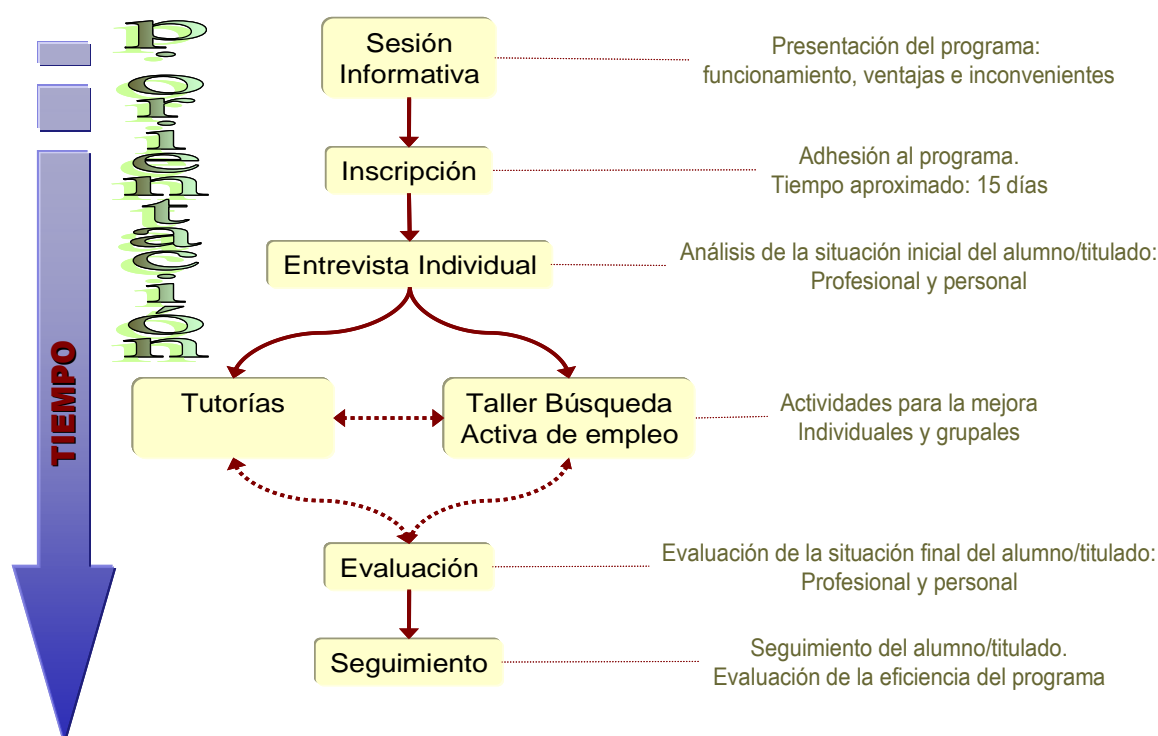 p. orientación
TIEMPO
Sesión
Informativa
Presentación del programa:
funcionamiento, ventajas e inconvenientes
Inscripción
Adhesión al programa.
Tiempo aproximado: 15 días
Entrevista Individual
Análisis de la situación inicial del alumno/titulado:
Profesional y personal
Tutorías
Taller Búsqueda
Activa de empleo
Actividades para la mejora
Individuales y grupales
Evaluación
Evaluación de la situación final del alumno/titulado:
Profesional y personal
Seguimiento
Seguimiento del alumno/titulado.
Evaluación de la eficiencia del programa